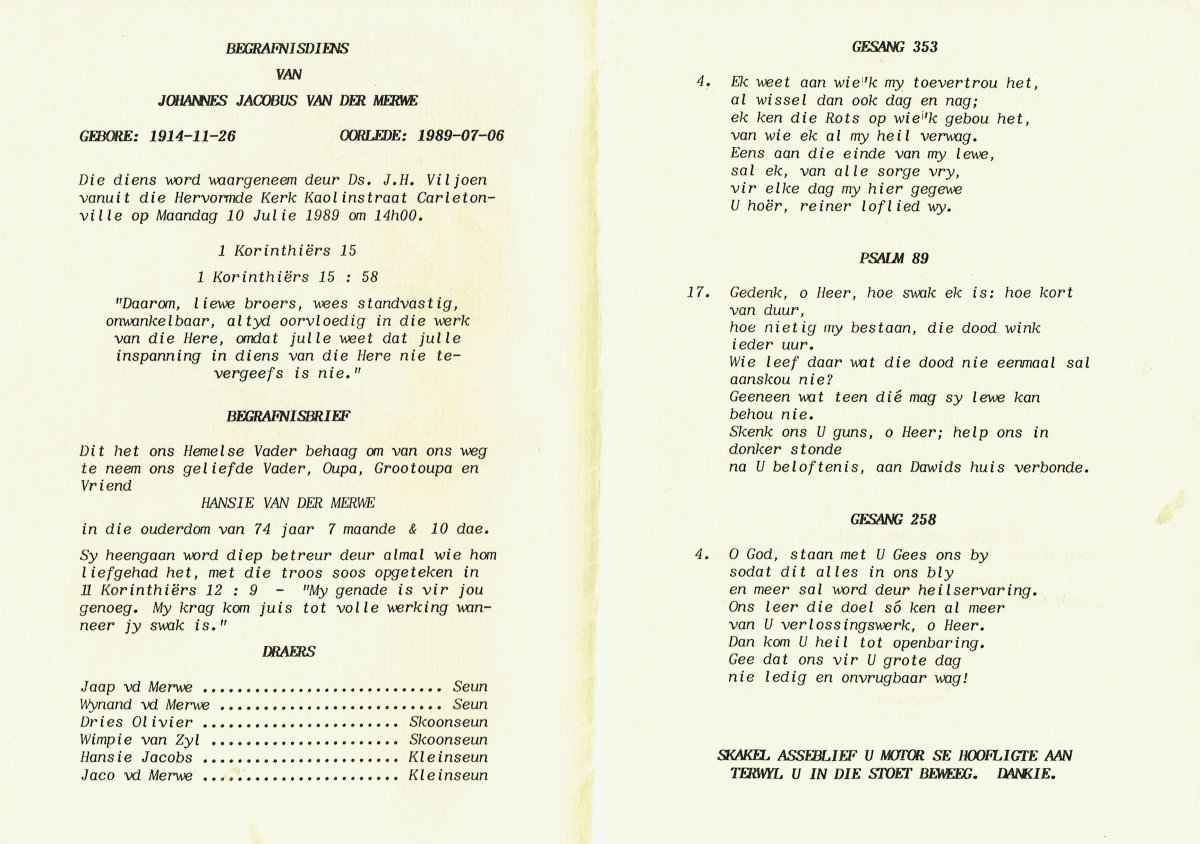 BEGRAFNISDIENS
VAN
JOHANNES JACOBUS VAN DER MERWE
GEBORE: 1914-11-26 OORLEDE: 1989-07-06
Die diens word waargeneem deur Ds. J.H. Viljoen
vanuit die Hervormde Kerk Kaolinstraat Carleton-
ville op Maandag 10 Julie 1989 om 14h00.
1 Korinthiërs 15
1 Korinthiërs 15 : 58
"Daarom, liewe broers, wees standvastig,
onwankelbaar, altyd oorvloedig in die werk
van die Here, omdat julle weet dat julle
inspanning in diens van die Here nie te-
vergeefs is nie."
BEGRAFNISBRIEF
Dit het ons Hemelse Vader behaag om van ons weg
te neem ons geliefde Vader, Oupa, Grootoupa en
Vriend
HANSIE VAN DER MERWE
in die ouderdom van 74 jaar 7 maande & 10 dae.
Sy heengaan word diep betreur deur almal wie hom
liefgehad het, met die troos soos opgeteken in
11 Korinthiërs 12 : 9 - "My genade is vir jou
genoeg. My krag kom juis tot volle werking wan-
neer jy swak is."
DRAERS
Jaap vd Merwe ............................ Seun
Wynand vd Merwe .......................... Seun
Dries Olivier ....................... Skoonseun
Wimpie van Zyl ...................... Skoonseun
Hansie Jacobs ....................... Kleinseun
Jaco vd Merwe ....................... Kleinseun
GESANG 353
4. Ek weet aan wie"k my toevertrou het,
al wissel dan ook dag en nag;
ek ken die Rots op wie"k gebou het,
van wie ek al my heil verwag.
Eens aan die einde van my lewe,
sal ek, van alle sorge vry,
vir elke dag my hier gegewe
U hoër, reiner loflied wy.
PSALM 89
17. Gedenk, o Heer, hoe swak ek is: hoe kort
van duur,
hoe nietig my bestaan, die dood wink
ieder uur.
Wie leef daar wat die dood nie eenmaal sal
aanskou nie?
Geeneen wat teen dié mag sy lewe kan
behou nie.
Skenk ons U guns, o Heer; help ons in
donker stonde
na U beloftenis, aan Dawids huis verbonde.
GESANG 258
4. O God, staan met U Gees ons by
sodat dit alles in ons bly
en meer sal word deur heilservaring.
Ons leer die doel só ken al meer
van U verlossingswerk, o Heer.
Dan kom U heil tot openbaring.
Gee dat ons vir U grote dag
nie ledig en onvrugbaar wag!
SKAKEL ASSEBLIEF U MOTOR SE HOOFLIGTE AAN
TERWYL U IN DIE STOET BEWEEG. DANKIE.